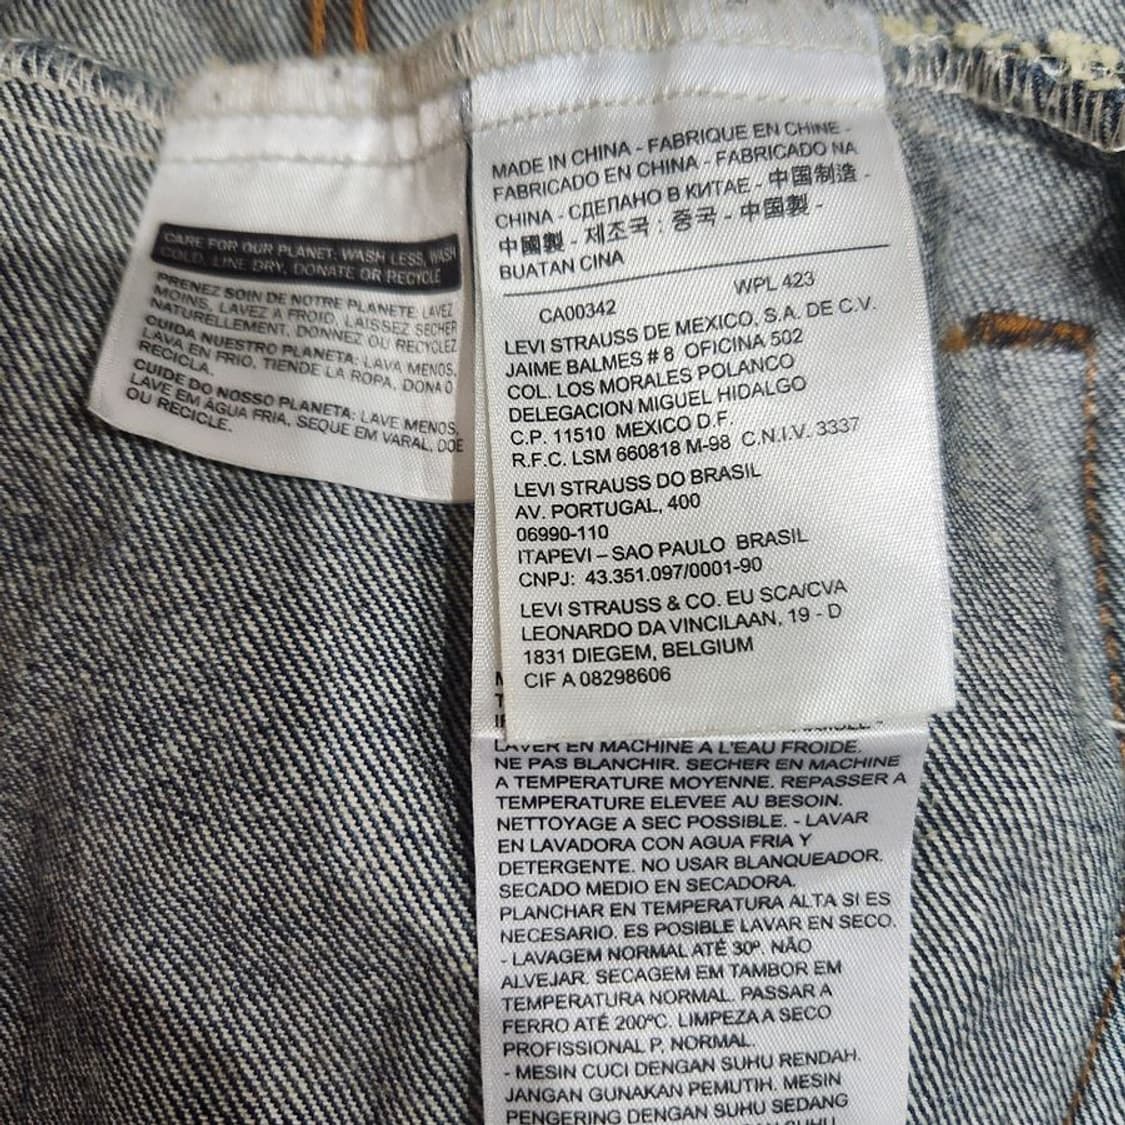 CARE FOR OUR PLANET: WASH LESS, WASH
COLD, LINE DRY, DONATE OR RECYCLE
PRENEZ SOIN DE NOTRE PLANETE: LAVEZ
MOINS, LAVEZ A FROID, LAISSEZ SECHER
NATURELLEMENT, DONNEZ OU RECYCLEZ
CUIDA NUESTRO PLANETA: LAVA MENOS,
LAVA EN FRIO, TIENDE LA ROPA, DONA O
RECICLA.
CUIDE DO NOSSO PLANETA: LAVE MENOS,
LAVE EM ÁGUA FRIA, SEQUE EM VARAL, DOE
OU RECICLE.
MADE IN CHINA - FABRIQUE EN CHINE -
FABRICADO EN CHINA - FABRICADO NA
CHINA - СДЕЛАНО В КИТАЕ - 中国制造 -
中國製 - 제조국 : 중국 - 中国製 -
BUATAN CINA
CA00342 WPL 423
LEVI STRAUSS DE MEXICO, S.A. DE C.V.
JAIME BALMES # 8 OFICINA 502
COL. LOS MORALES POLANCO
DELEGACION MIGUEL HIDALGO
C.P. 11510 MEXICO D.F.
R.F.C. LSM 660818 M-98 C.N.I.V. 3337
LEVI STRAUSS DO BRASIL
AV. PORTUGAL, 400
06990-110
ITAPEVI – SAO PAULO BRASIL
CNPJ: 43.351.097/0001-90
LEVI STRAUSS & CO. EU SCA/CVA
LEONARDO DA VINCILAAN, 19 - D
1831 DIEGEM, BELGIUM
CIF A 08298606
LAVER EN MACHINE A L'EAU FROIDE.
NE PAS BLANCHIR. SECHER EN MACHINE
A TEMPERATURE MOYENNE. REPASSER A
TEMPERATURE ELEVEE AU BESOIN.
NETTOYAGE A SEC POSSIBLE. - LAVAR
EN LAVADORA CON AGUA FRIA Y
DETERGENTE. NO USAR BLANQUEADOR.
SECADO MEDIO EN SECADORA.
PLANCHAR EN TEMPERATURA ALTA SI ES
NECESARIO. ES POSIBLE LAVAR EN SECO.
- LAVAGEM NORMAL ATÉ 30º. NÃO
ALVEJAR. SECAGEM EM TAMBOR EM
TEMPERATURA NORMAL. PASSAR A
FERRO ATÉ 200ºC. LIMPEZA A SECO
PROFISSIONAL P, NORMAL.
- MESIN CUCI DENGAN SUHU RENDAH.
JANGAN GUNAKAN PEMUTIH. MESIN
PENGERING DENGAN SUHU SEDANG